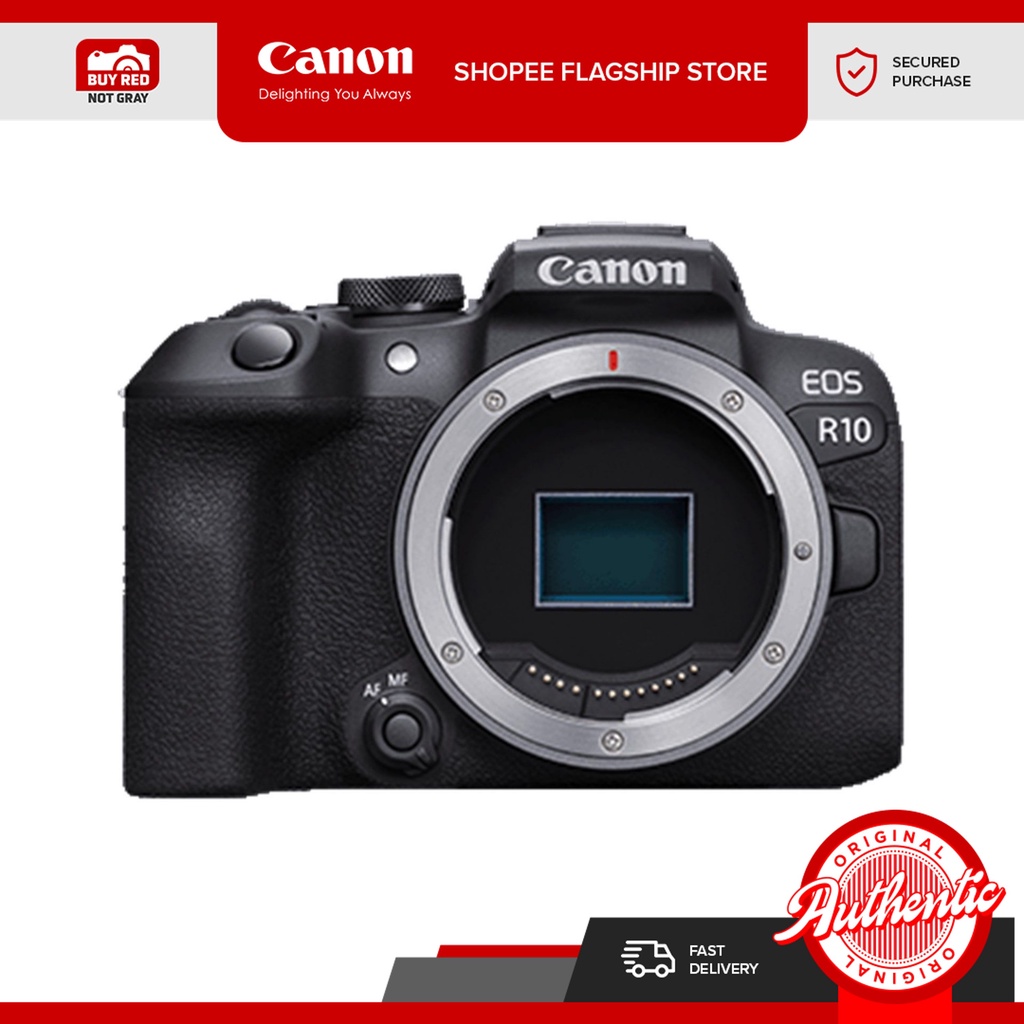 BUY RED
NOT GRAY
Canon
Delighting You Always
SHOPEE FLAGSHIP STORE
SECURED
PURCHASE
Canon
EOS
R10
AF MF
FAST
DELIVERY
ORIGINAL
Authentic
ORIGINAL